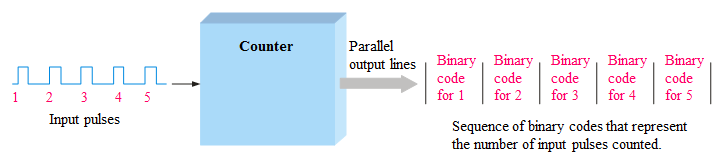 Counter
Parallel
output lines
Binary
code
for 1
Binary
code
for 2
Binary
code
for 3
Binary
code
for 4
Binary
code
for 5
1 2 3 4 5
Input pulses
Sequence of binary codes that represent
the number of input pulses counted.